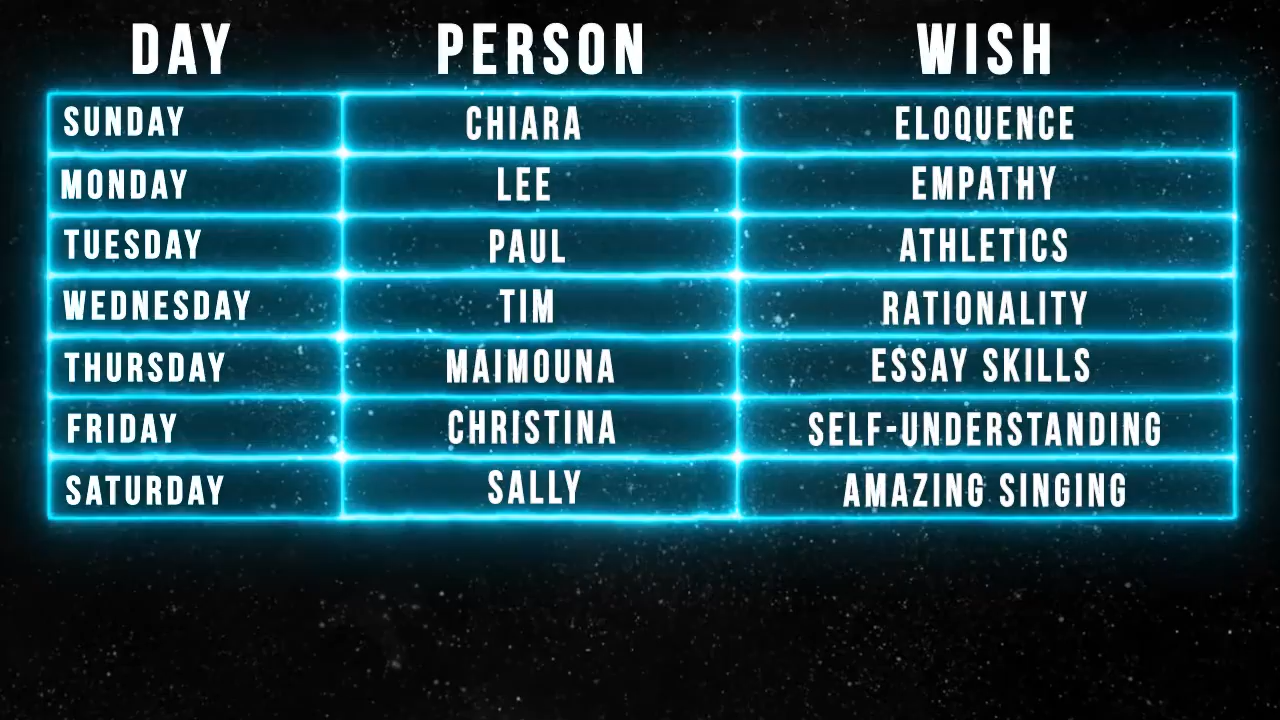 DAY PERSON WISH
SUNDAY CHIARA ELOQUENCE
MONDAY LEE EMPATHY
TUESDAY PAUL ATHLETICS
WEDNESDAY TIM RATIONALITY
THURSDAY MAIMOUNA ESSAY SKILLS
FRIDAY CHRISTINA SELF-UNDERSTANDING
SATURDAY SALLY AMAZING SINGING